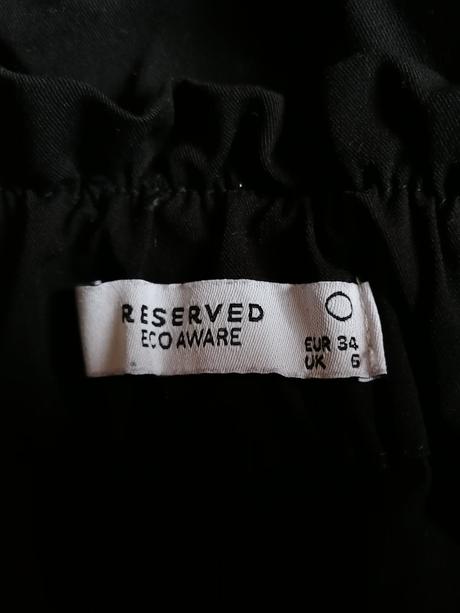 RESERVED
ECO AWARE
EUR 34
UK 6